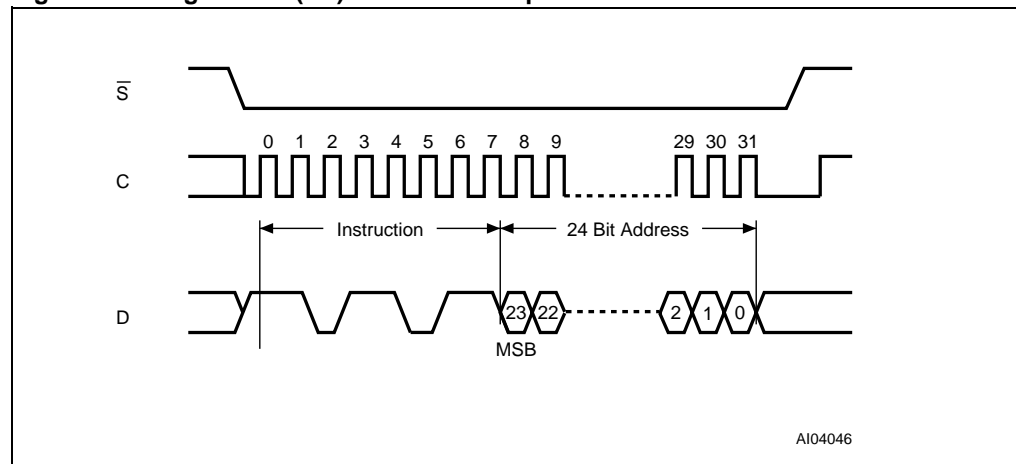 S
0 1 2 3 4 5 6 7 8 9 29 30 31
C
Instruction 24 Bit Address
D 23 22 2 1 0
MSB
AI04046